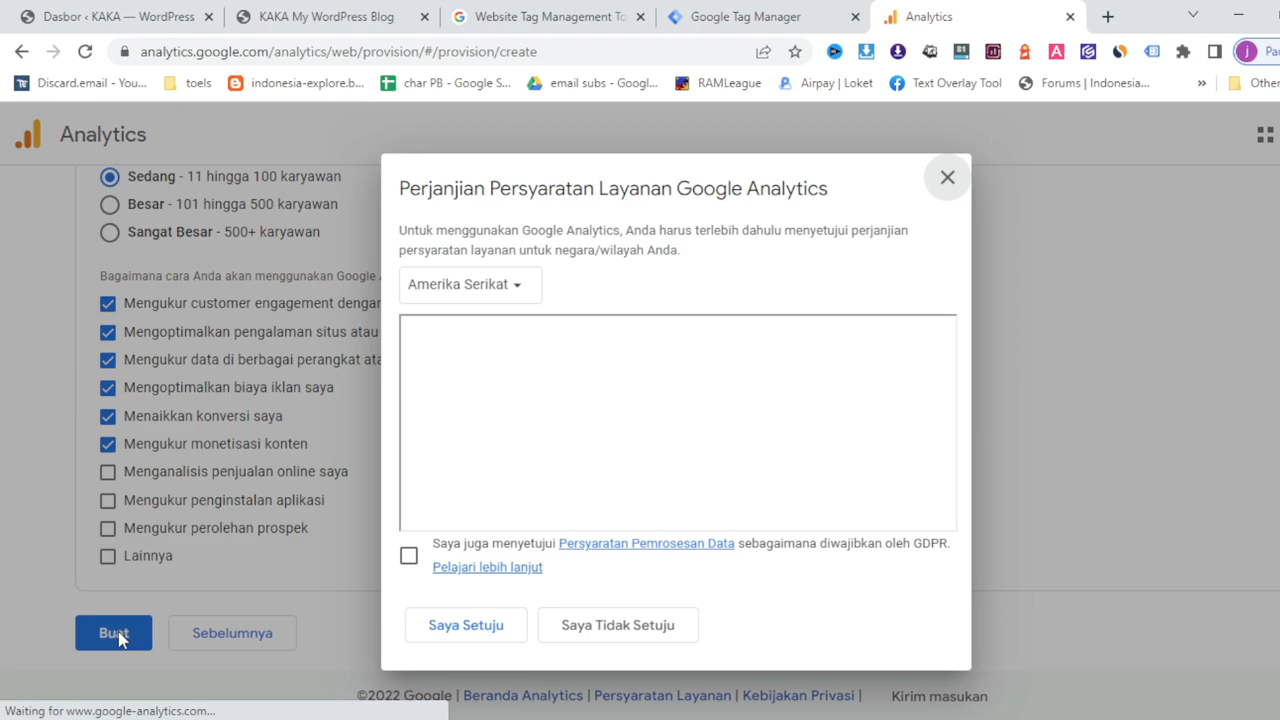 Dasbor ‹ KAKA — WordPress
KAKA My WordPress Blog
Website Tag Management To
Google Tag Manager
Analytics
analytics.google.com/analytics/web/provision/#/provision/create
81
j
Pau
Discard.email - You...
toels
indonesia-explore.b...
char PB - Google S...
email subs - Googl...
RAMLeague
Airpay | Loket
Text Overlay Tool
Forums | Indonesia...
»
Other
Analytics
Sedang - 11 hingga 100 karyawan
Besar - 101 hingga 500 karyawan
Sangat Besar - 500+ karyawan
Bagaimana cara Anda akan menggunakan Google
Mengukur customer engagement dengan
Mengoptimalkan pengalaman situs atau
Mengukur data di berbagai perangkat ata
Mengoptimalkan biaya iklan saya
Menaikkan konversi saya
Mengukur monetisasi konten
Menganalisis penjualan online saya
Mengukur penginstalan aplikasi
Mengukur perolehan prospek
Lainnya
Buat
Sebelumnya
Perjanjian Persyaratan Layanan Google Analytics
Untuk menggunakan Google Analytics, Anda harus terlebih dahulu menyetujui perjanjian
persyaratan layanan untuk negara/wilayah Anda.
Amerika Serikat
Saya juga menyetujui Persyaratan Pemrosesan Data sebagaimana diwajibkan oleh GDPR.
Pelajari lebih lanjut
Saya Setuju
Saya Tidak Setuju
©2022 Google | Beranda Analytics | Persyaratan Layanan | Kebijakan Privasi |
Kirim masukan
Waiting for www.google-analytics.com...